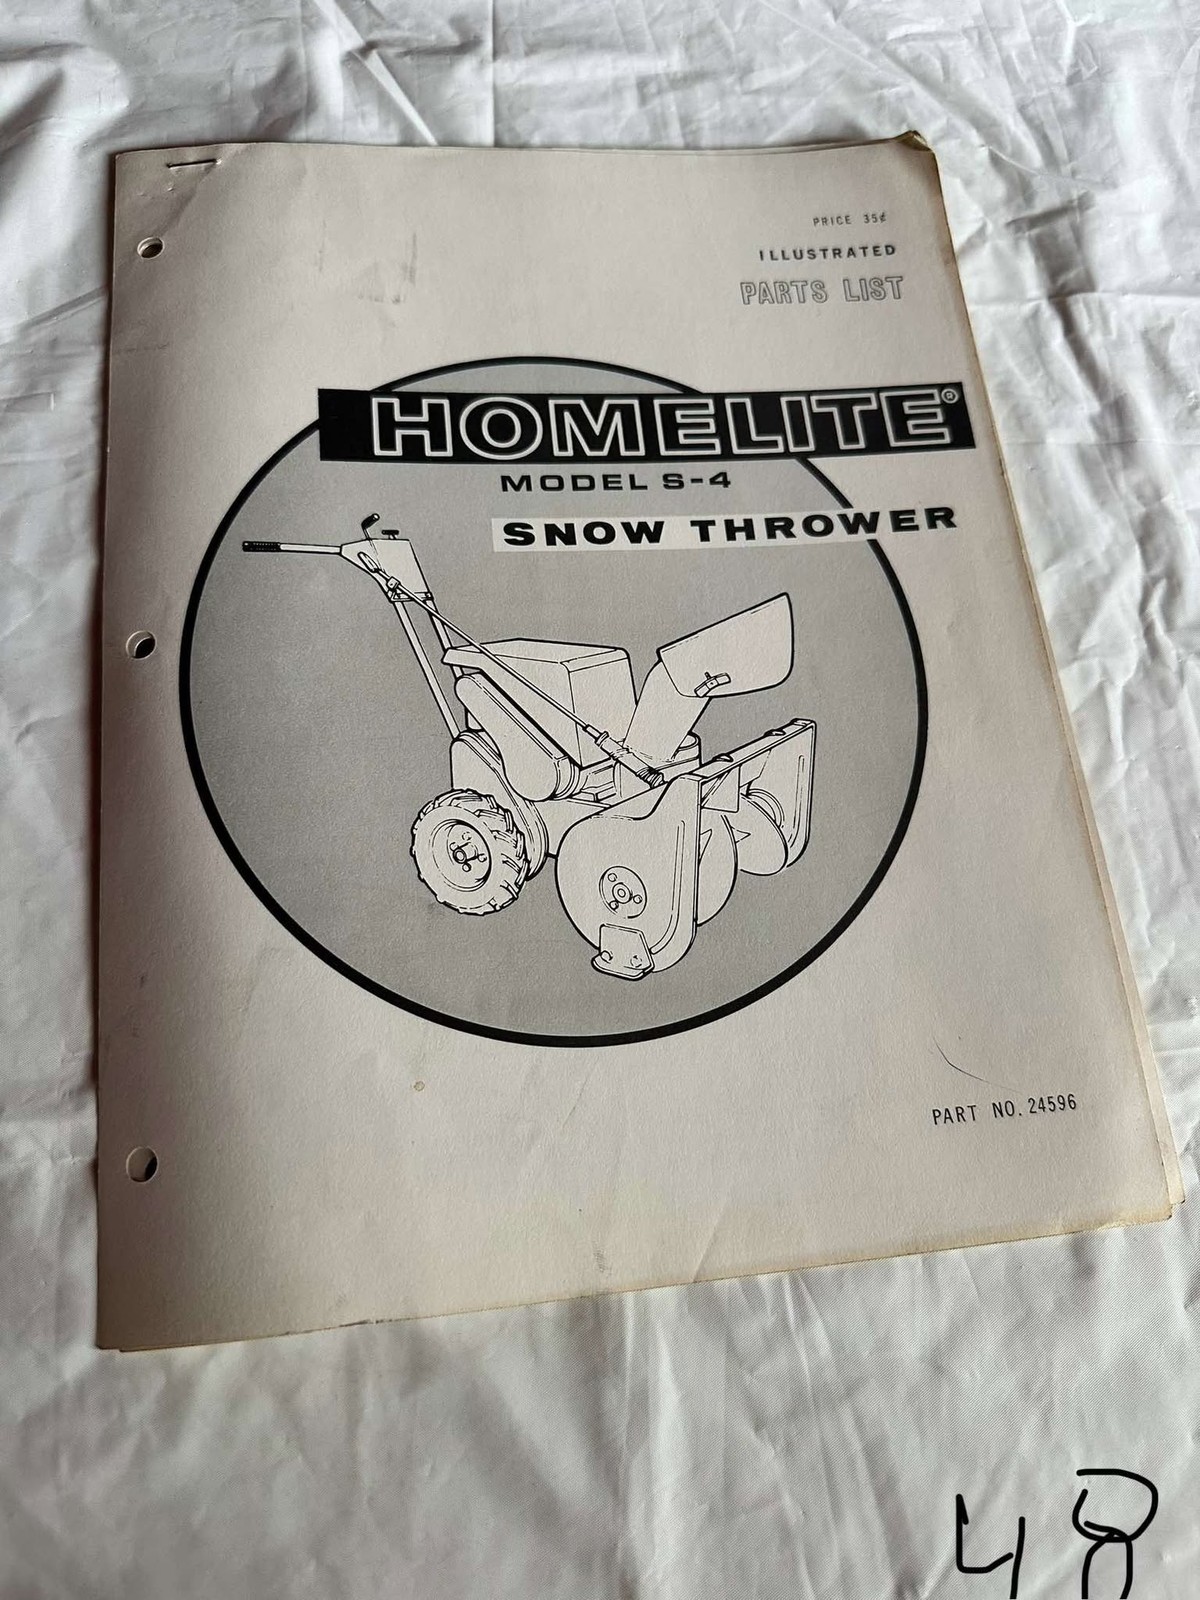 PRICE 35¢
ILLUSTRATED
PARTS LIST
HOMELITE®
MODEL S-4
SNOW THROWER
PART NO. 24596
48